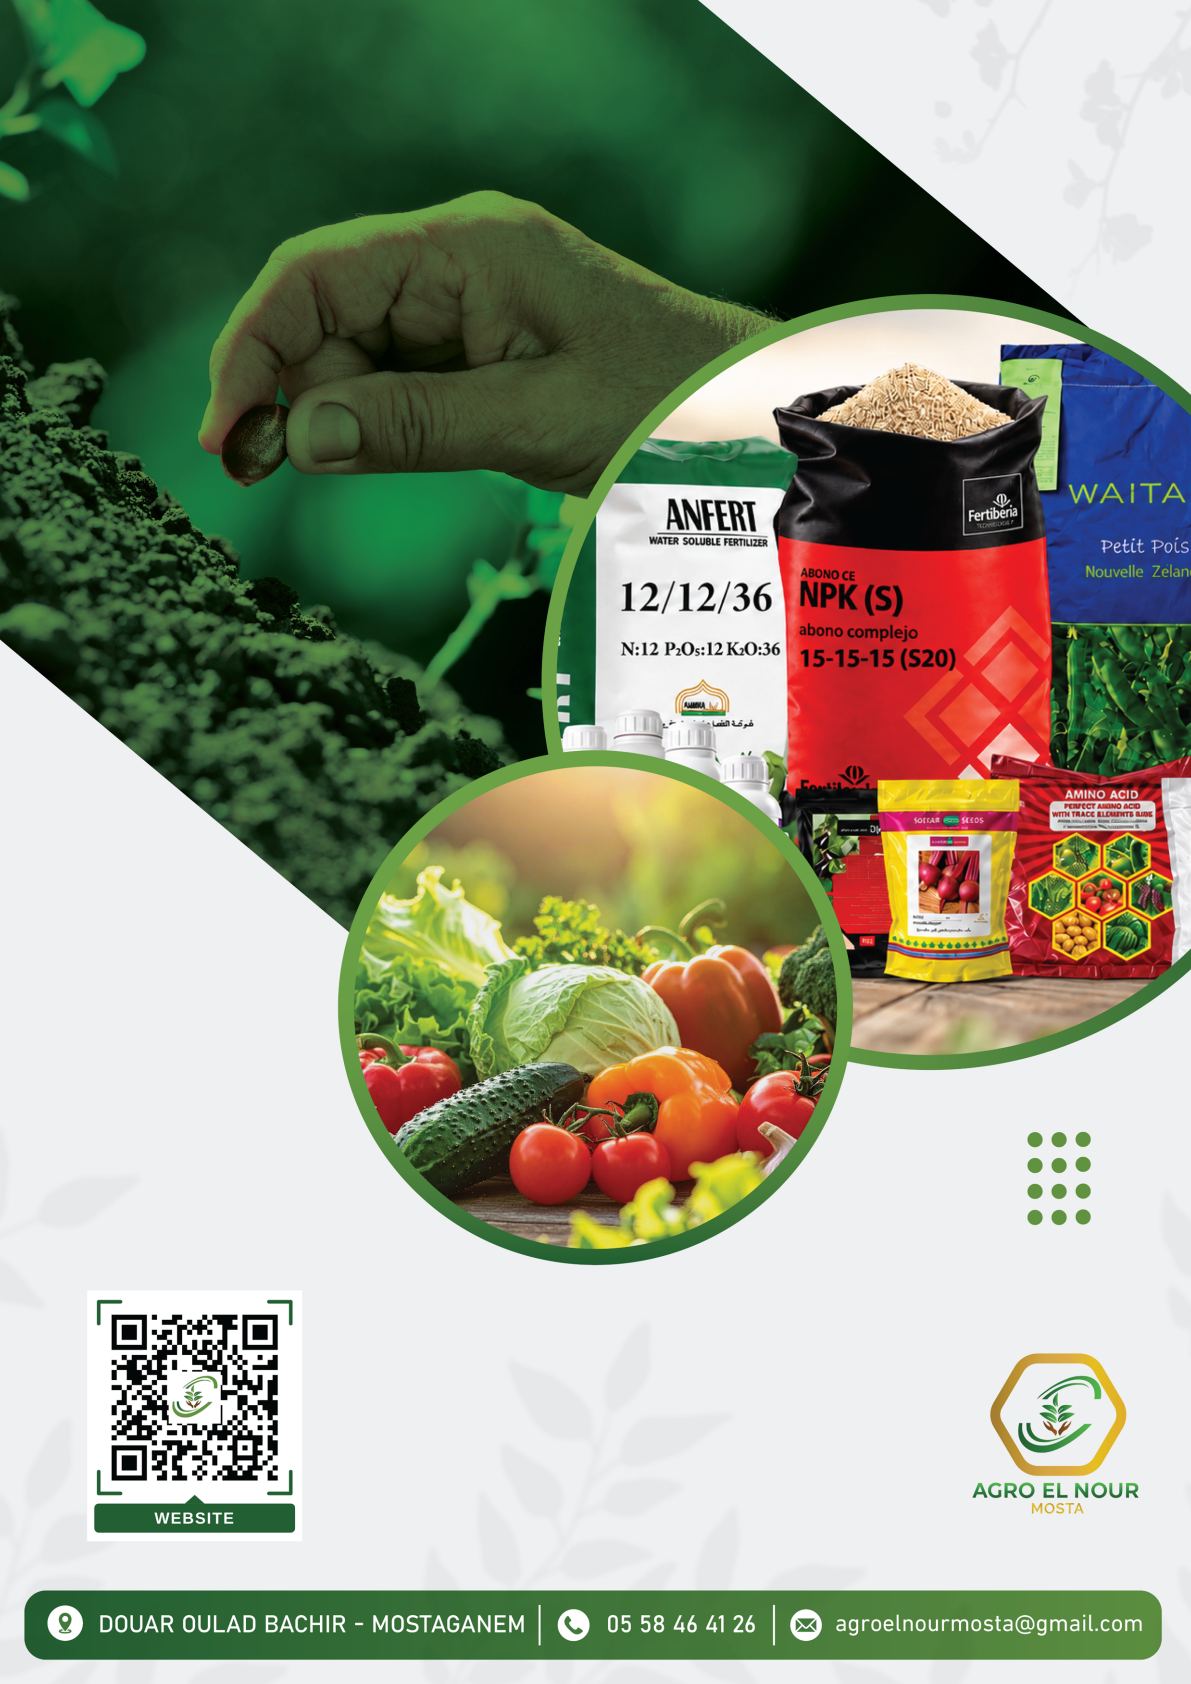 ANFERT
WATER SOLUBLE FERTILIZER
12/12/36
N:12 P₂O₅:12 K₂O:36
Fertiberia
ABONO CE
NPK (S)
abono complejo
15-15-15 (S20)
WAITA
Petit Pois
Nouvelle Zelan
SEEDS
AMINO ACID
PERFECT AMINO ACID
WITH TRACE ELEMENTS
WEBSITE
AGRO EL NOUR
MOSTA
DOUAR OULAD BACHIR - MOSTAGANEM
05 58 46 41 26
agroelnourmosta@gmail.com